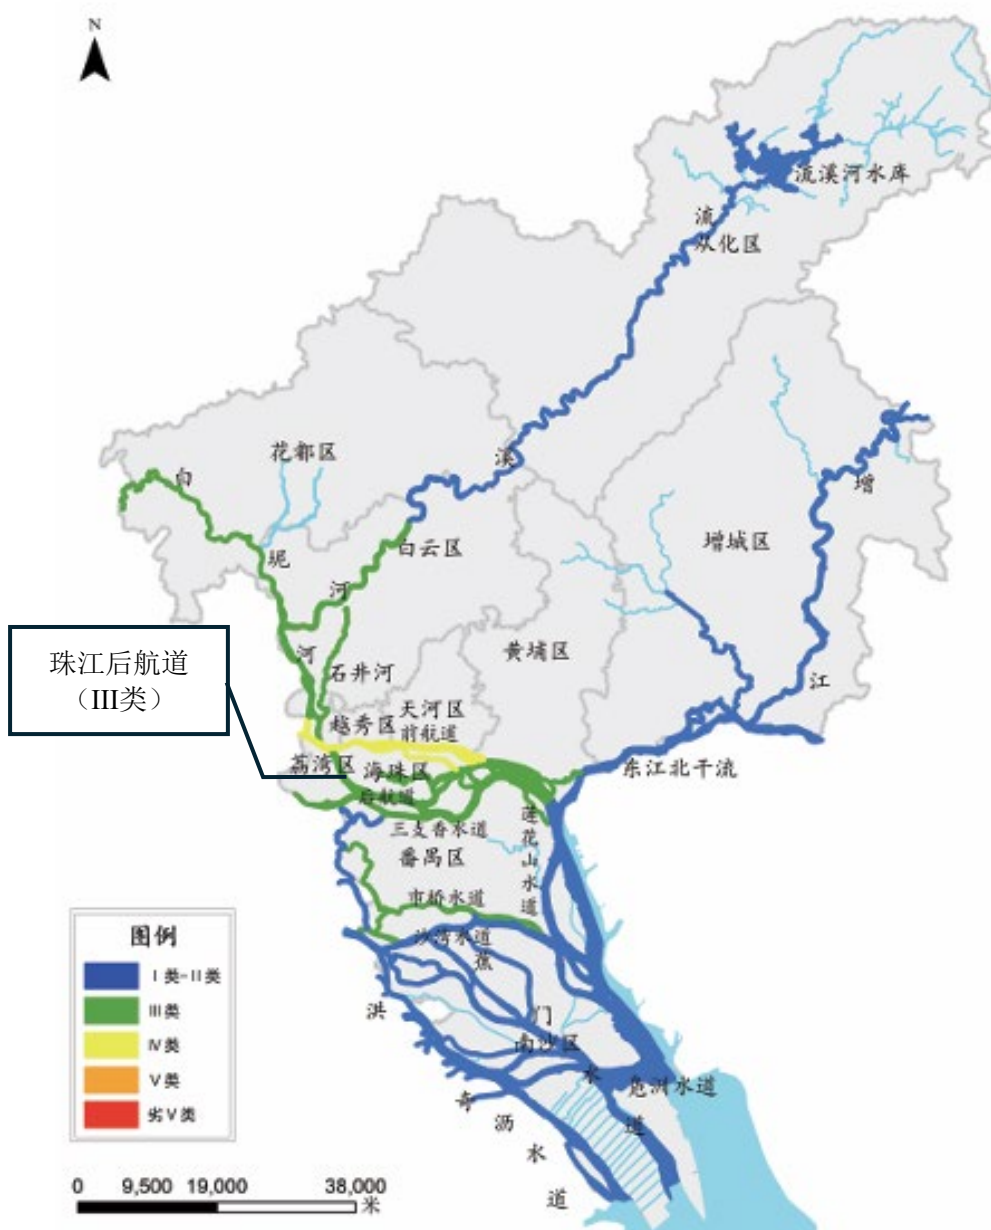 N
流溪河水库
流
从化区
花都区
溪
白
增
坭
白云区
增城区
河
黄埔区
珠江后航道
(III类)
河
石井河
江
天河区
越秀区
前航道
荔湾区
海珠区
东江北干流
后航道
三支香水道
莲花山水道
番禺区
市桥水道
沙湾水道
蕉
洪
门
南沙区
水
凫洲水道
奇
沥
道
水
道
图例
I类-II类
III类
IV类
V类
劣V类
0 9,500 19,000 38,000
米